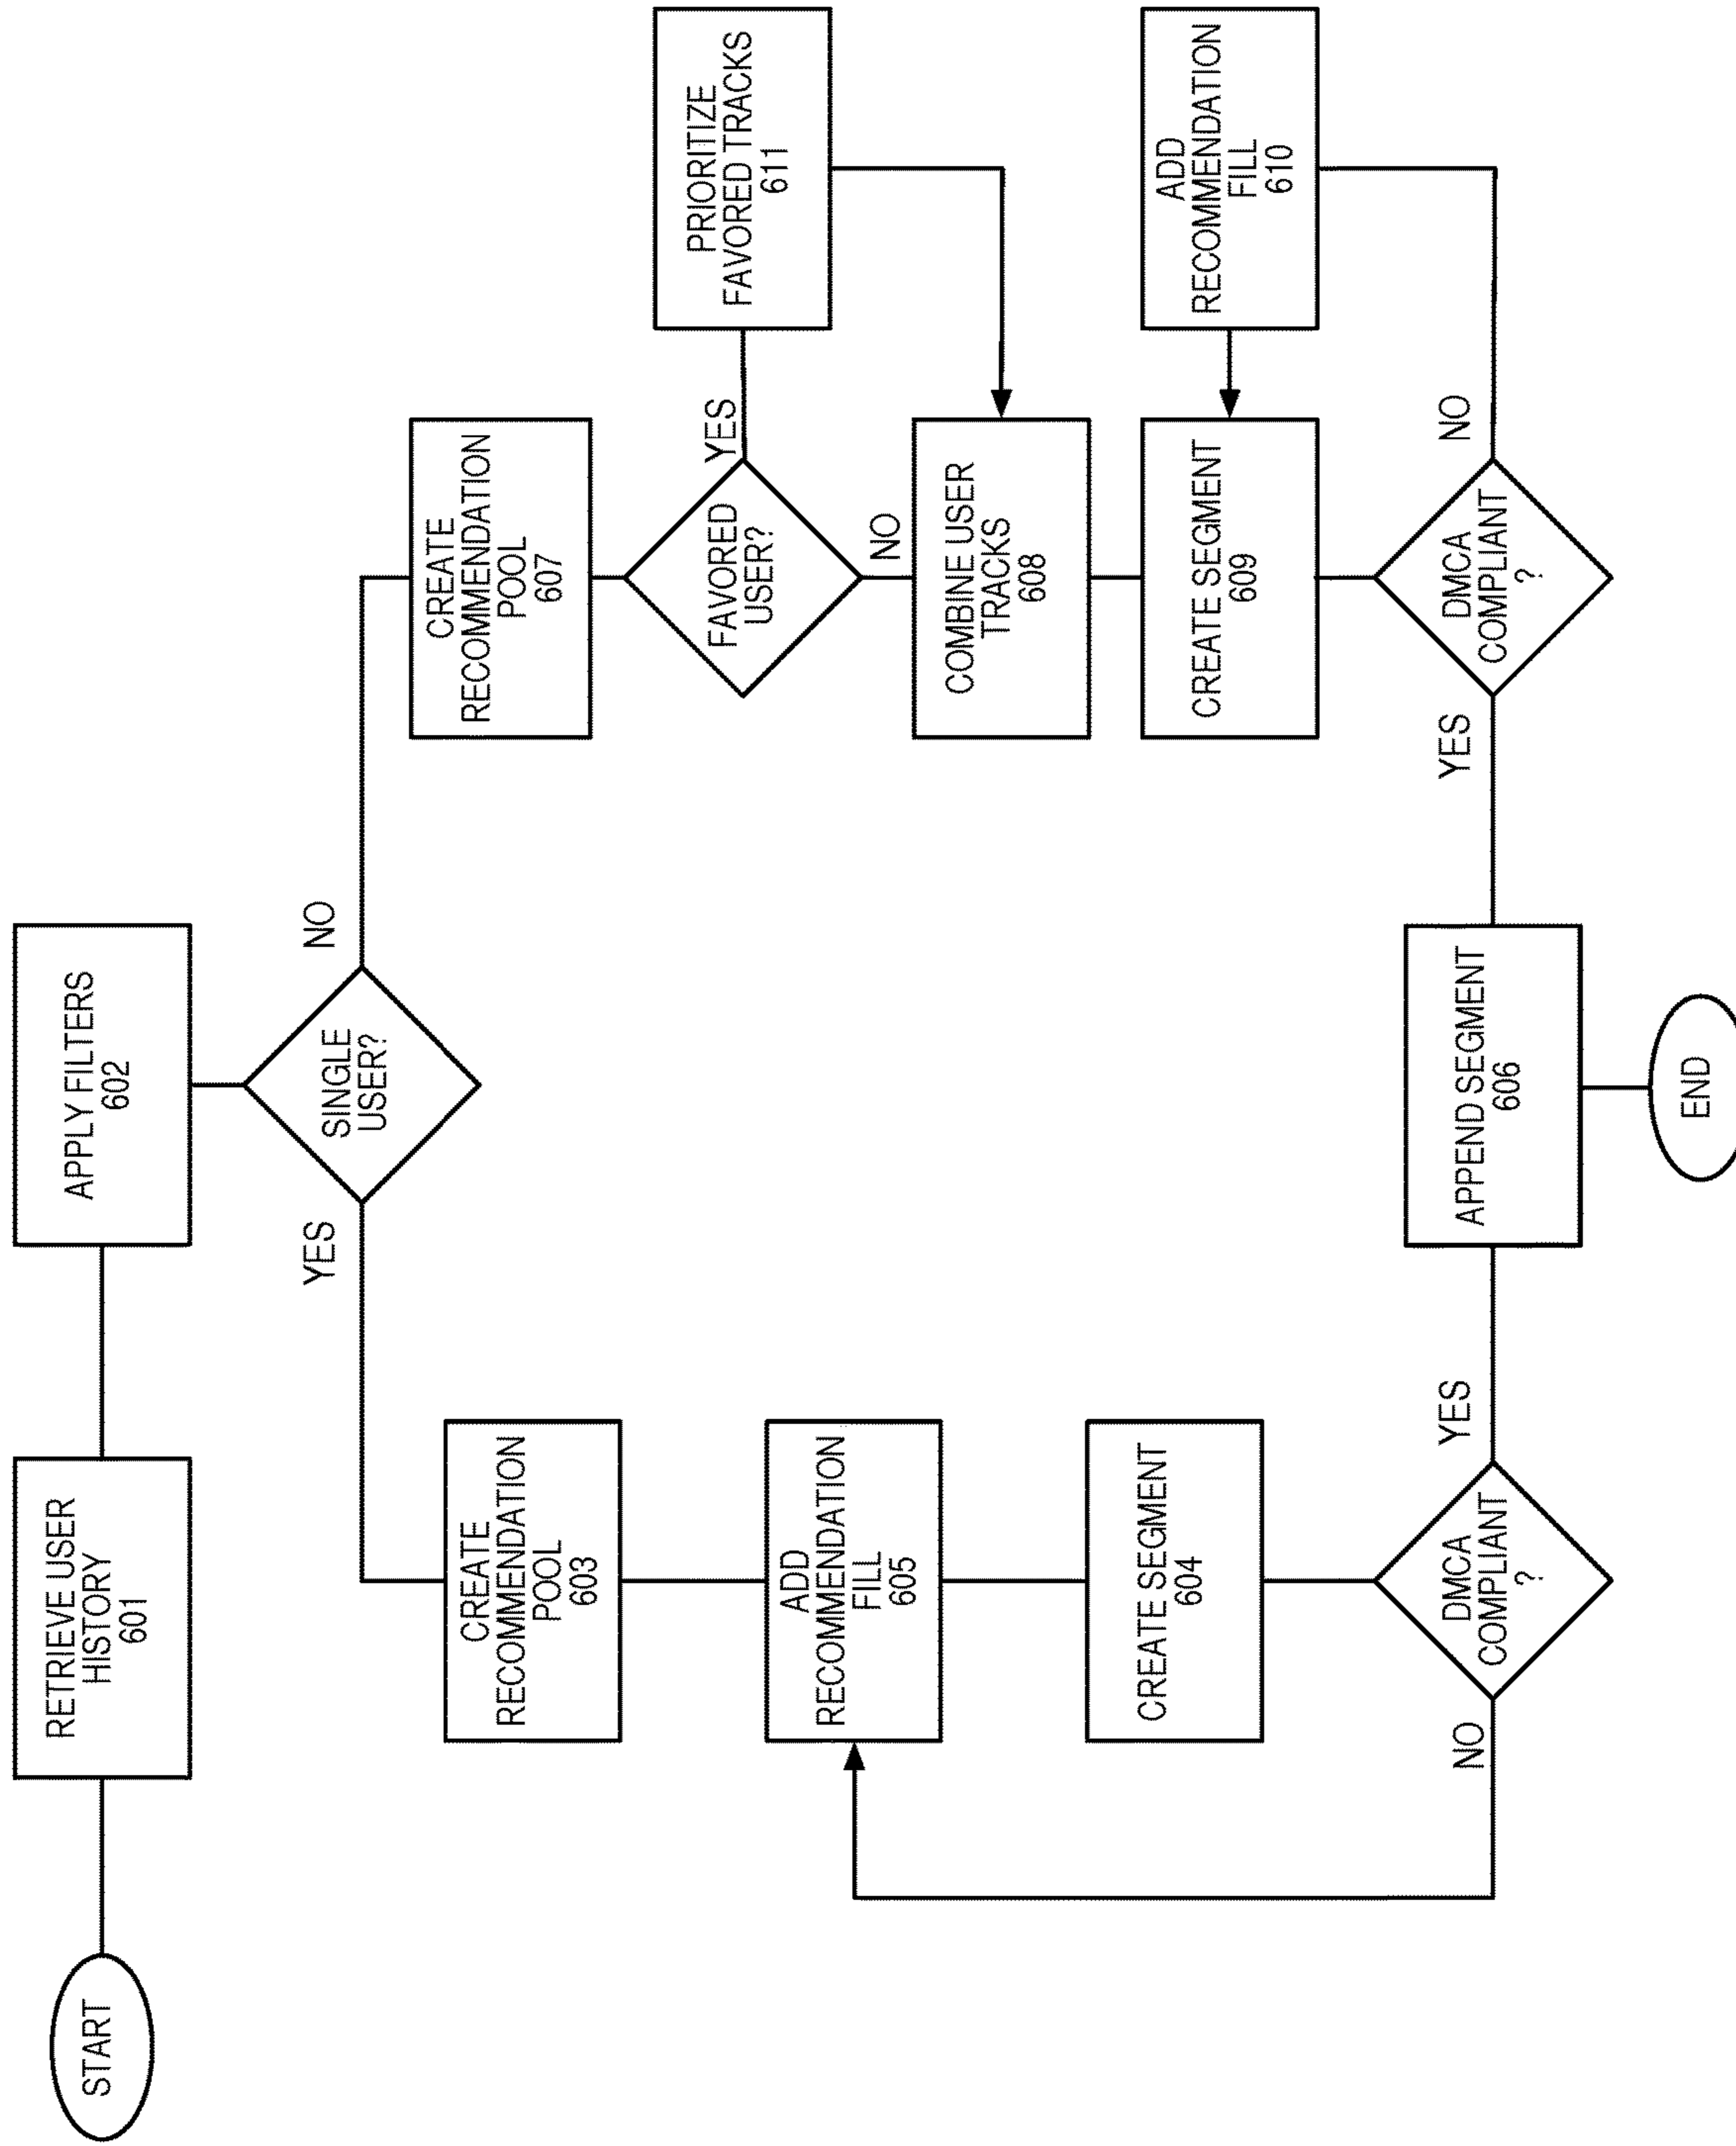 START
RETRIEVE USER
HISTORY
601
APPLY FILTERS
602
SINGLE
USER?
YES
NO
CREATE
RECOMMENDATION
POOL
603
ADD
RECOMMENDATION
FILL
605
CREATE SEGMENT
604
DMCA
COMPLIANT
?
NO
YES
CREATE
RECOMMENDATION
POOL
607
FAVORED
USER?
YES
NO
PRIORITIZE
FAVORED TRACKS
611
COMBINE USER
TRACKS
608
CREATE SEGMENT
609
ADD
RECOMMENDATION
FILL
610
DMCA
COMPLIANT
?
YES
NO
APPEND SEGMENT
606
END